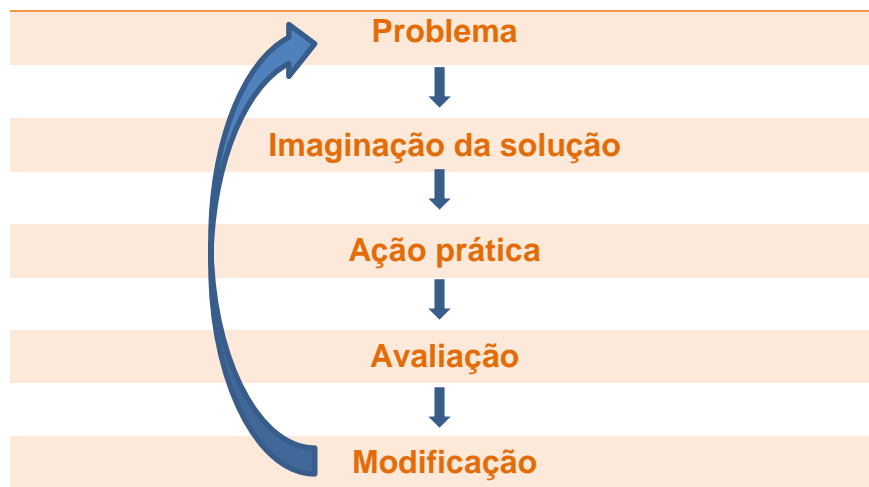 Problema
Imaginação da solução
Ação prática
Avaliação
Modificação